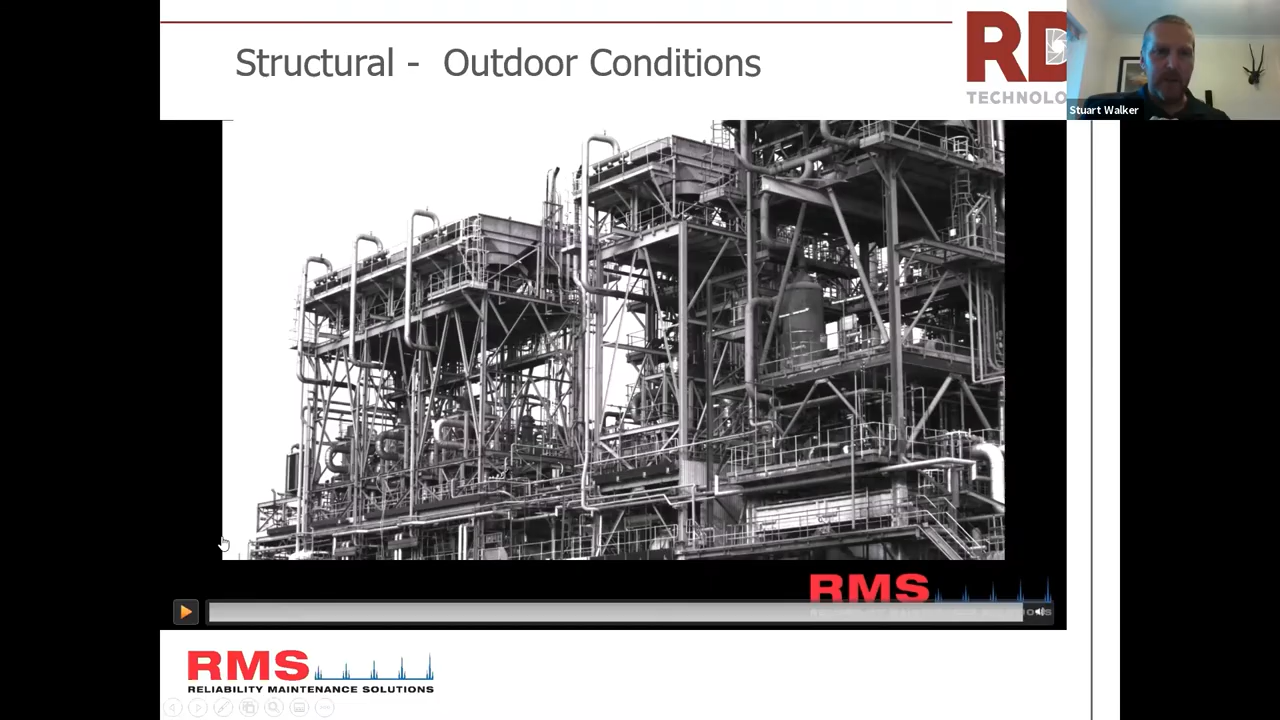 Structural - Outdoor Conditions
RD
TECHNOLO
Stuart Walker
RMS
RMS
RELIABILITY MAINTENANCE SOLUTIONS